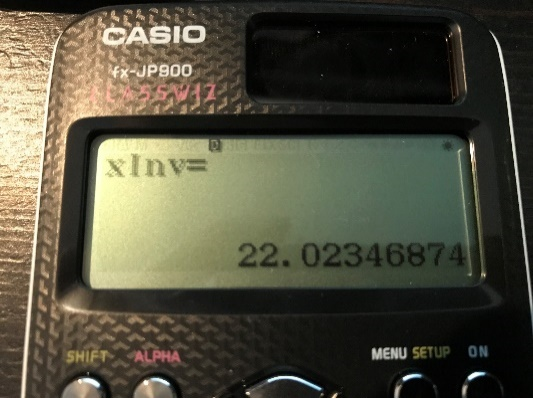 CASIO
fx-JP900
CLASSWIZ
D
xInv=
22.02346874
SHIFT ALPHA MENU SETUP ON